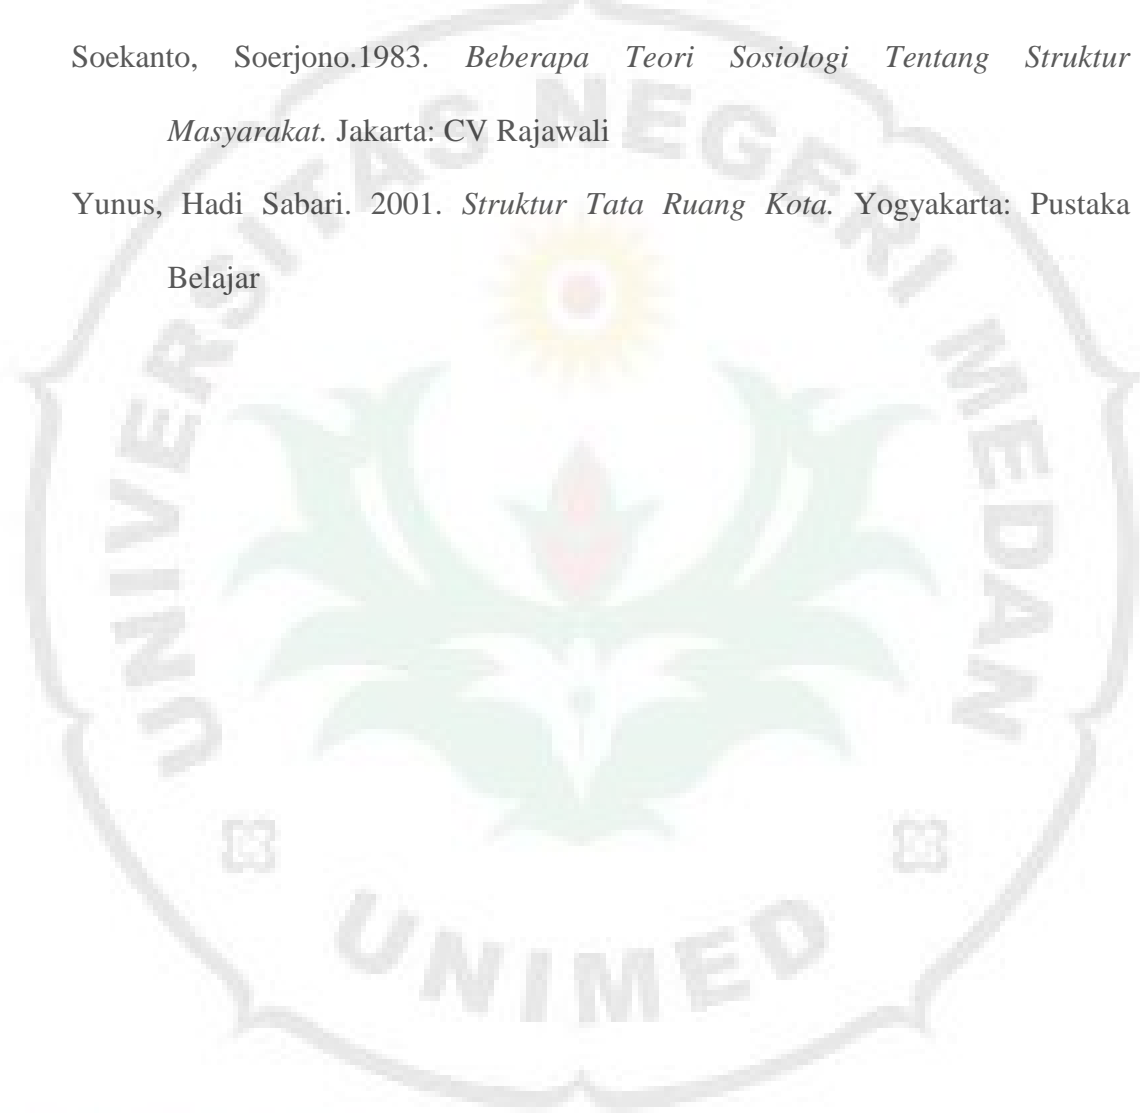 Soekanto, Soerjono.1983. Beberapa Teori Sosiologi Tentang Struktur
Masyarakat. Jakarta: CV Rajawali
Yunus, Hadi Sabari. 2001. Struktur Tata Ruang Kota. Yogyakarta: Pustaka
Belajar
UNIVERSITAS NEGERI MEDAN
UNIMED